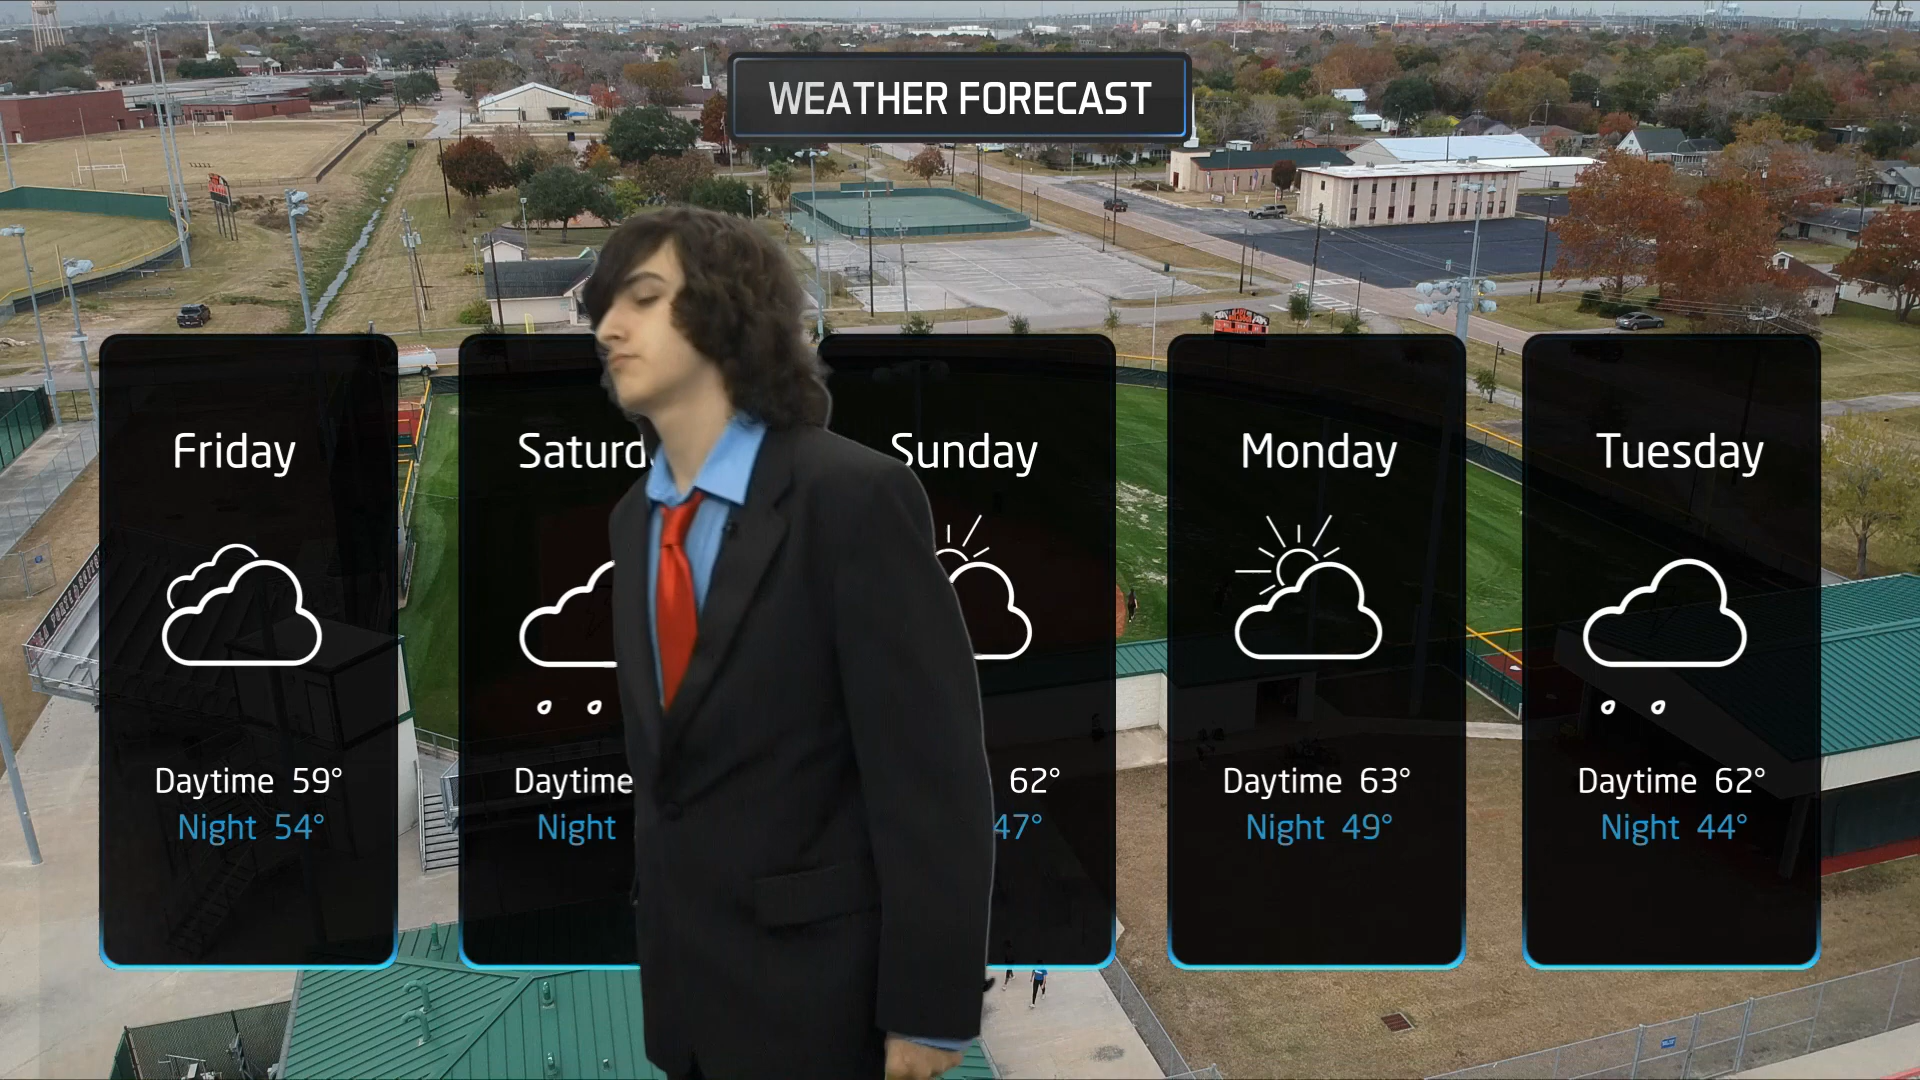 WEATHER FORECAST
Friday
Daytime 59°
Night 54°
Saturd
Daytime
Night
Sunday
62°
47°
Monday
Daytime 63°
Night 49°
Tuesday
Daytime 62°
Night 44°